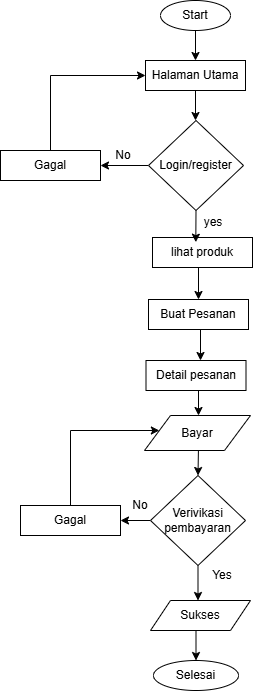 Start
Halaman Utama
No
Gagal
Login/register
yes
lihat produk
Buat Pesanan
Detail pesanan
Bayar
No
Gagal
Verivikasi
pembayaran
Yes
Sukses
Selesai